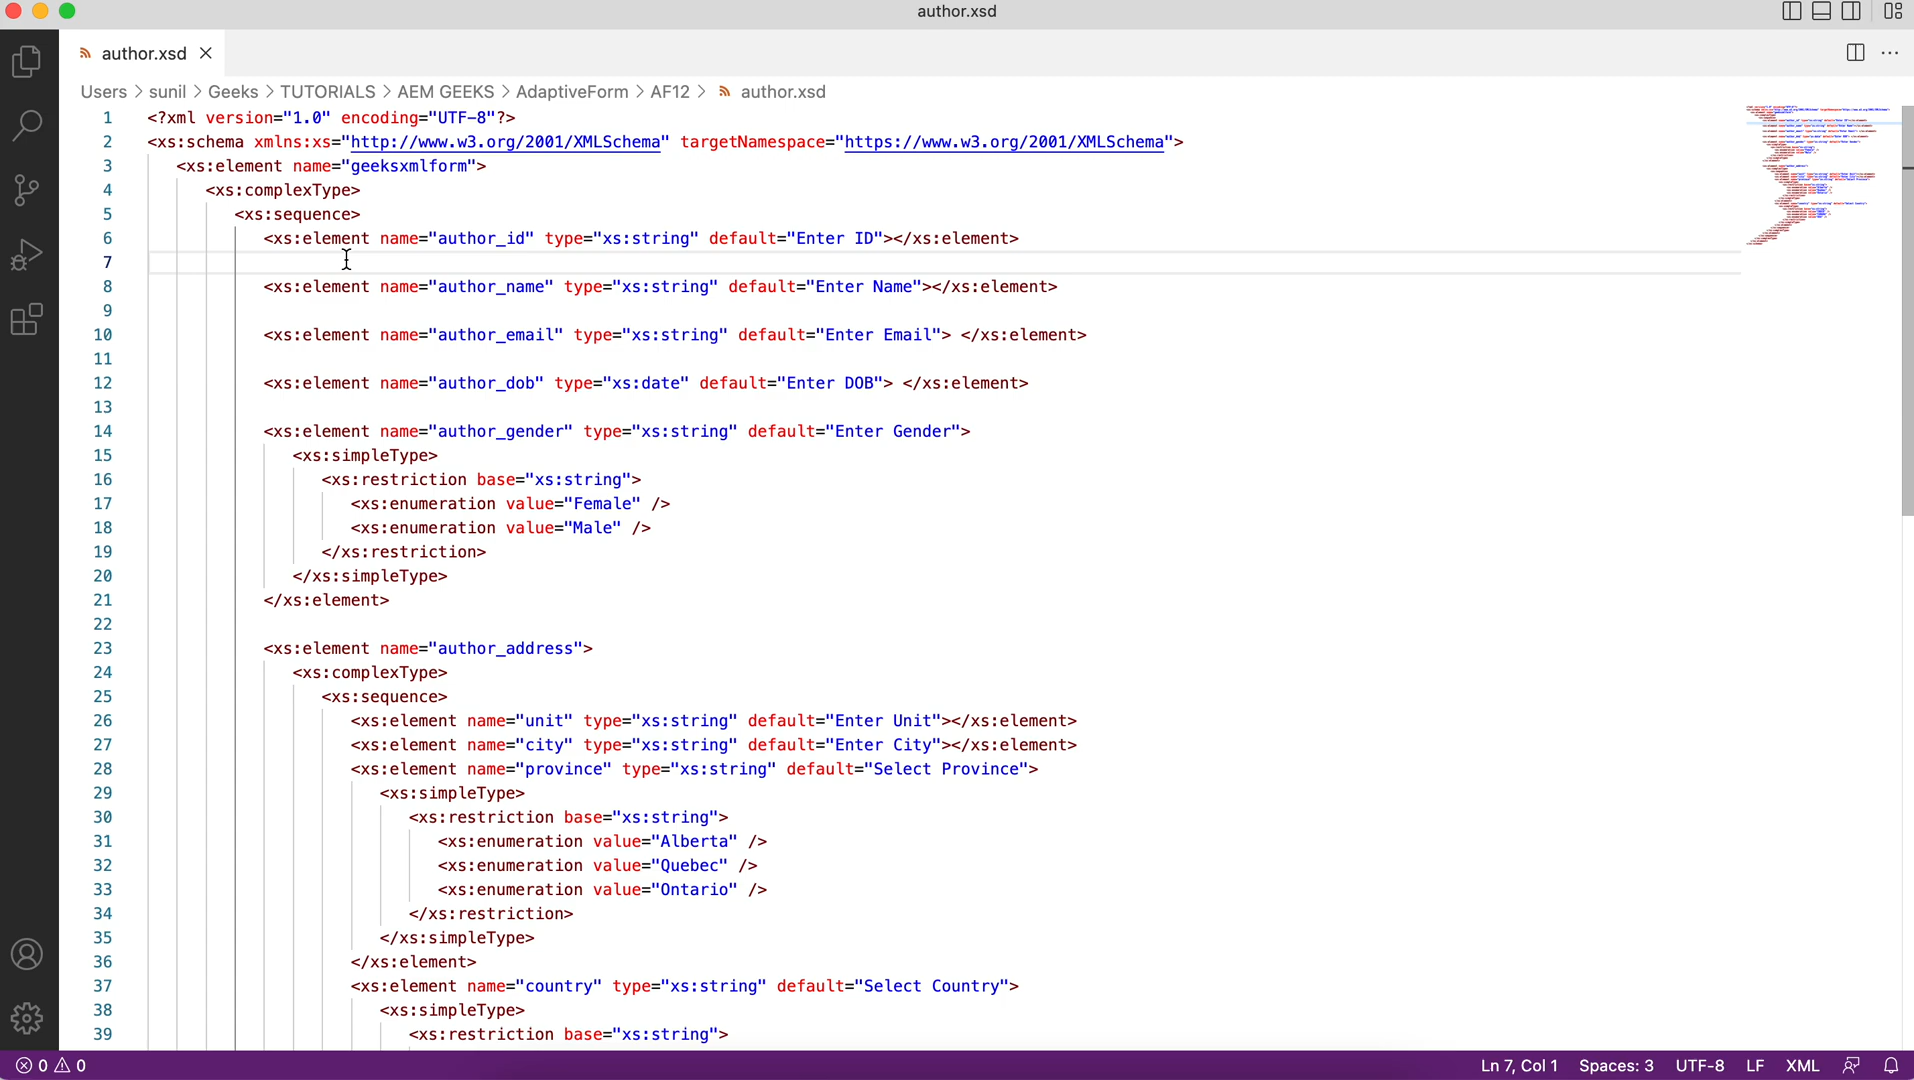 author.xsd
author.xsd
Users > sunil > Geeks > TUTORIALS > AEM GEEKS > AdaptiveForm > AF12 > author.xsd
1 <?xml version="1.0" encoding="UTF-8"?>
2 <xs:schema xmlns:xs="http://www.w3.org/2001/XMLSchema" targetNamespace="https://www.w3.org/2001/XMLSchema">
3 <xs:element name="geeksxmlform">
4 <xs:complexType>
5 <xs:sequence>
6 <xs:element name="author_id" type="xs:string" default="Enter ID"></xs:element>
7
8 <xs:element name="author_name" type="xs:string" default="Enter Name"></xs:element>
9
10 <xs:element name="author_email" type="xs:string" default="Enter Email"> </xs:element>
11
12 <xs:element name="author_dob" type="xs:date" default="Enter DOB"> </xs:element>
13
14 <xs:element name="author_gender" type="xs:string" default="Enter Gender">
15 <xs:simpleType>
16 <xs:restriction base="xs:string">
17 <xs:enumeration value="Female" />
18 <xs:enumeration value="Male" />
19 </xs:restriction>
20 </xs:simpleType>
21 </xs:element>
22
23 <xs:element name="author_address">
24 <xs:complexType>
25 <xs:sequence>
26 <xs:element name="unit" type="xs:string" default="Enter Unit"></xs:element>
27 <xs:element name="city" type="xs:string" default="Enter City"></xs:element>
28 <xs:element name="province" type="xs:string" default="Select Province">
29 <xs:simpleType>
30 <xs:restriction base="xs:string">
31 <xs:enumeration value="Alberta" />
32 <xs:enumeration value="Quebec" />
33 <xs:enumeration value="Ontario" />
34 </xs:restriction>
35 </xs:simpleType>
36 </xs:element>
37 <xs:element name="country" type="xs:string" default="Select Country">
38 <xs:simpleType>
39 <xs:restriction base="xs:string">
0 0 Ln 7, Col 1 Spaces: 3 UTF-8 LF XML